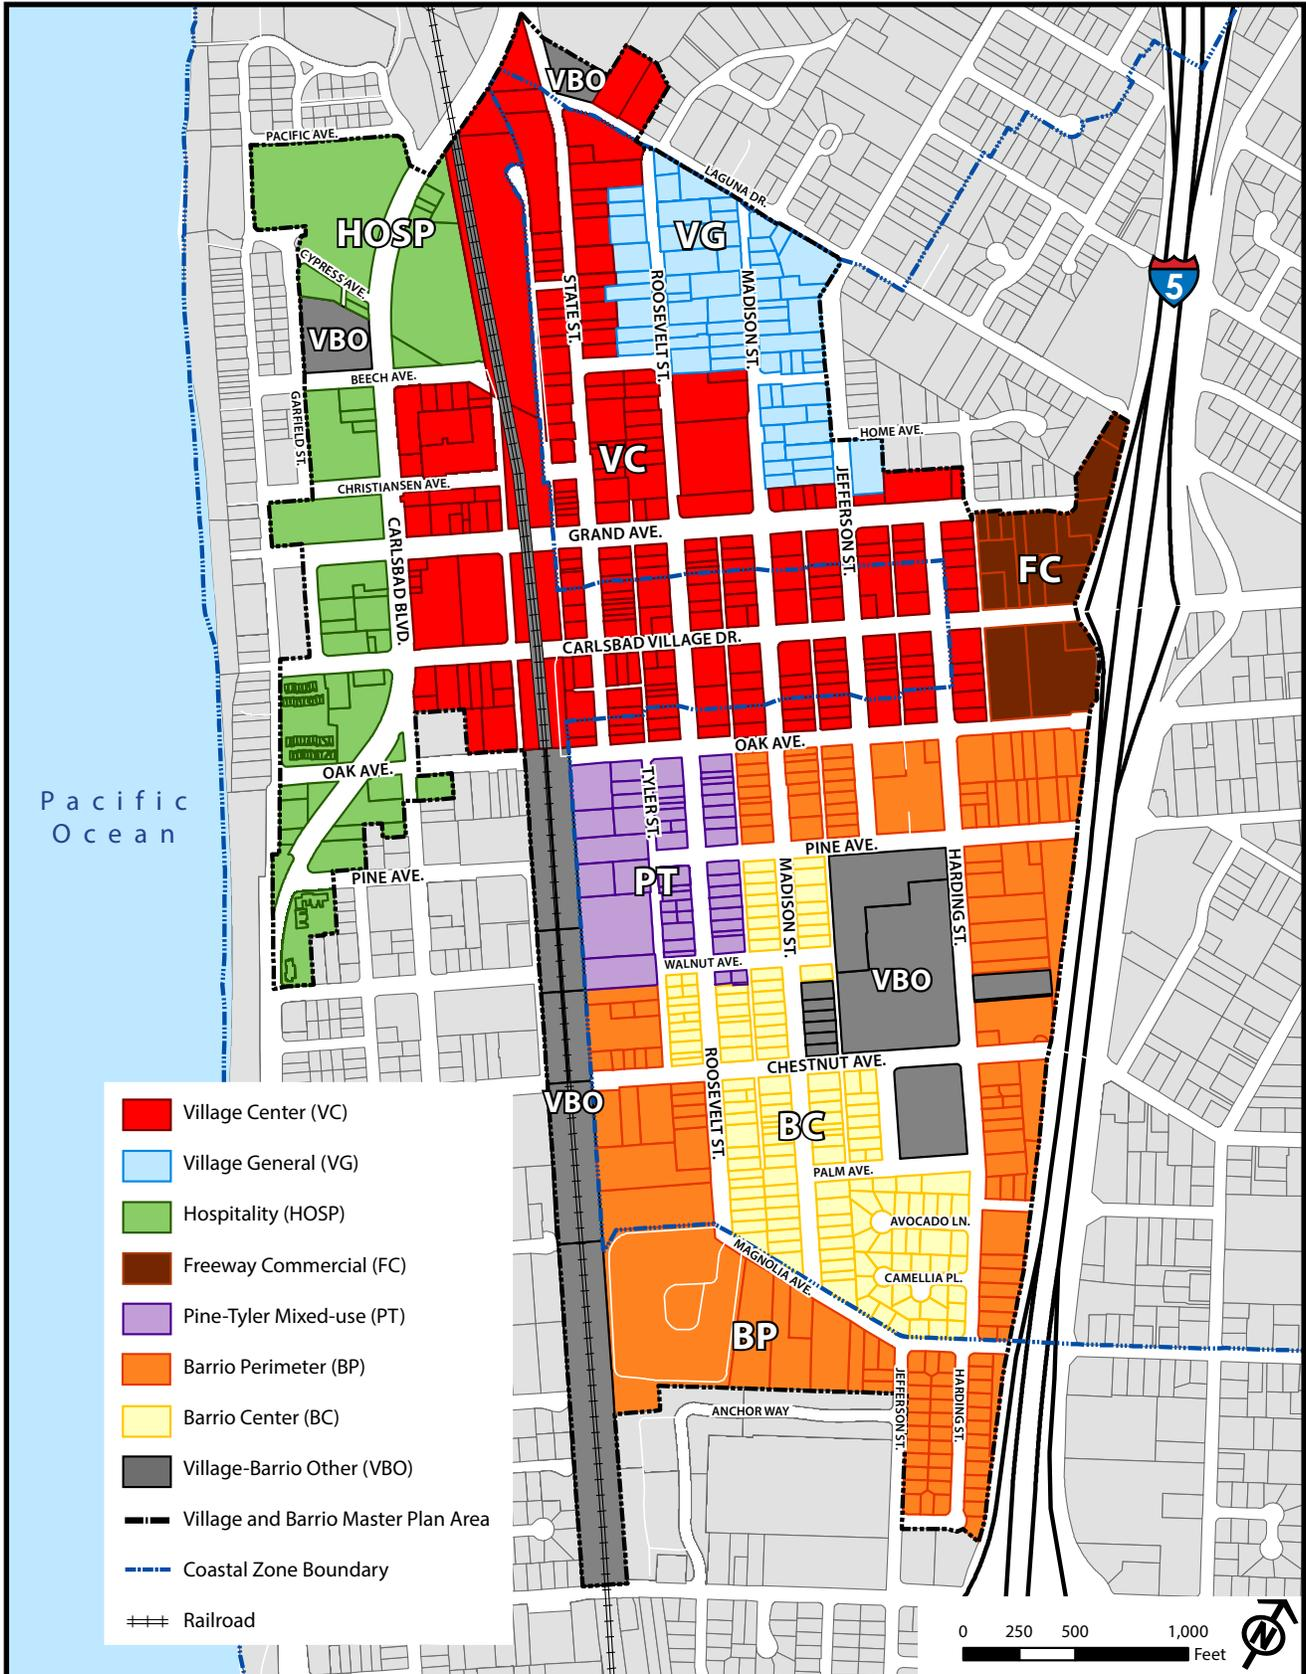 VBO
PACIFIC AVE.
LAGUNA DR.
HOSP
VG
CYPRESS AVE.
STATE ST.
ROOSEVELT ST.
MADISON ST.
5
VBO
BEECH AVE.
GARFIELD ST.
HOME AVE.
VC
JEFFERSON ST.
CHRISTIANSEN AVE.
CARLSBAD BLVD.
GRAND AVE.
FC
CARLSBAD VILLAGE DR.
OAK AVE.
OAK AVE.
TYLER ST.
Pacific
Ocean
PINE AVE.
PINE AVE.
PT
MADISON ST.
HARDING ST.
WALNUT AVE.
VBO
ROOSEVELT ST.
CHESTNUT AVE.
VBO
BC
PALM AVE.
AVOCADO LN.
MAGNOLIA AVE.
CAMELLIA PL.
BP
JEFFERSON ST.
HARDING ST.
ANCHOR WAY
Village Center (VC)
Village General (VG)
Hospitality (HOSP)
Freeway Commercial (FC)
Pine-Tyler Mixed-use (PT)
Barrio Perimeter (BP)
Barrio Center (BC)
Village-Barrio Other (VBO)
Village and Barrio Master Plan Area
Coastal Zone Boundary
Railroad
0 250 500 1,000
Feet
N